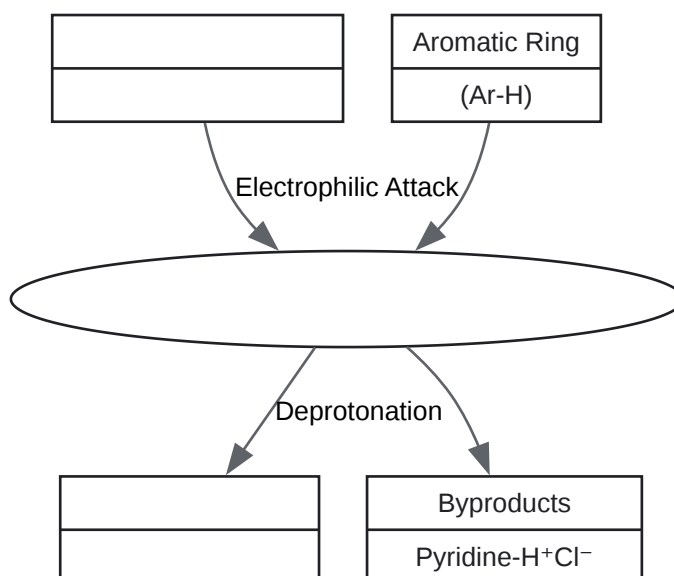 Aromatic Ring
(Ar-H)
Electrophilic Attack
Deprotonation
Byproducts
Pyridine-H⁺Cl⁻